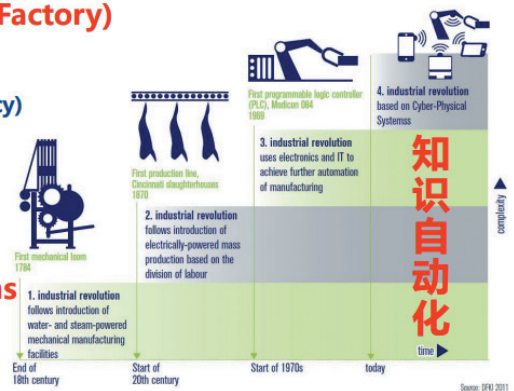 Factory)
ty)
ns
First mechanical loom
1784
1. industrial revolution
follows introduction of
water- and steam-powered
mechanical manufacturing
facilities
End of
18th century
First production line,
Cincinnati slaughterhouses
1870
2. industrial revolution
follows introduction of
electrically-powered mass
production based on the
division of labour
Start of
20th century
First programmable logic controller
(PLC), Modicon 084
1969
3. industrial revolution
uses electronics and IT to
achieve further automation
of manufacturing
Start of 1970s
4. industrial revolution
based on Cyber-Physical
Systemss
知识自动化
time
today
complexity
Source: DFKI 2011